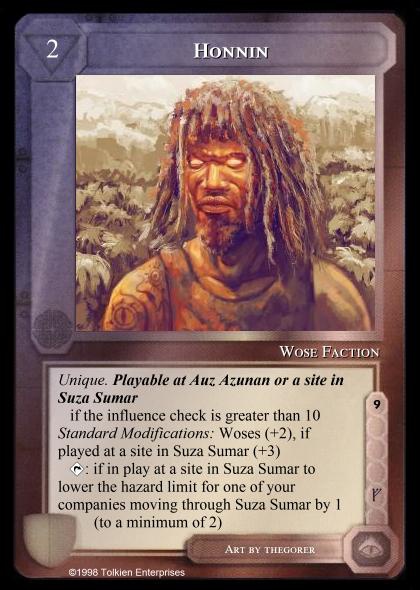 2
HONNIN
WOSE FACTION
Unique. Playable at Auz Azunan or a site in
Suza Sumar
if the influence check is greater than 10
Standard Modifications: Woses (+2), if
played at a site in Suza Sumar (+3)
: if in play at a site in Suza Sumar to
lower the hazard limit for one of your
companies moving through Suza Sumar by 1
(to a minimum of 2)
9
ART BY THEGORER
©1998 Tolkien Enterprises